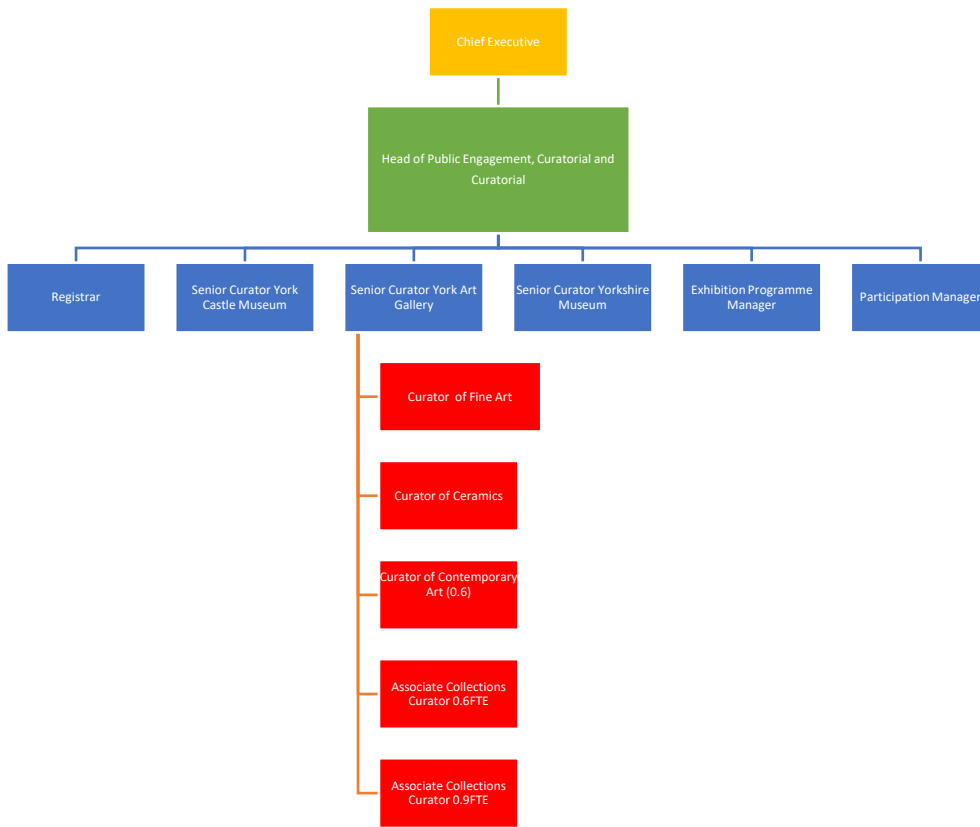 Chief Executive
Head of Public Engagement, Curatorial and
Curatorial
Registrar
Senior Curator York
Castle Museum
Senior Curator York Art
Gallery
Senior Curator Yorkshire
Museum
Exhibition Programme
Manager
Participation Manager
Curator of Fine Art
Curator of Ceramics
Curator of Contemporary
Art (0.6)
Associate Collections
Curator 0.6FTE
Associate Collections
Curator 0.9FTE